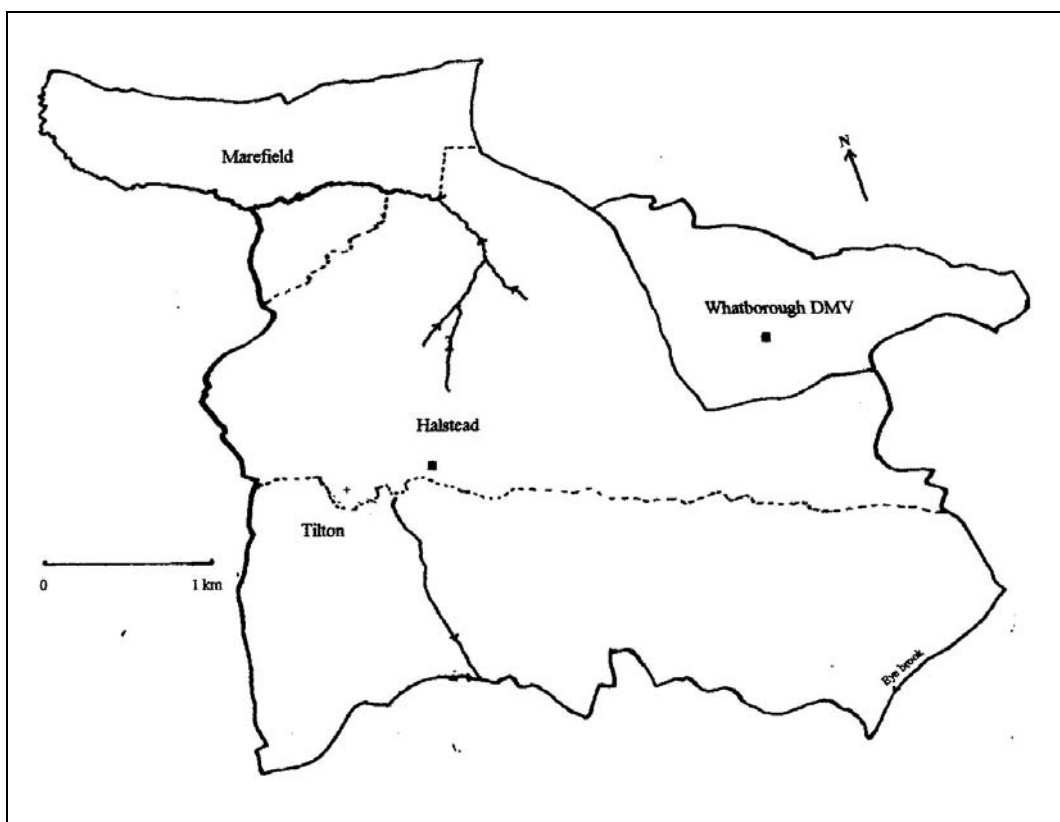 Marefield
N
Whatborough DMV
Halstead
Tilton
0
1 km
Eye brook